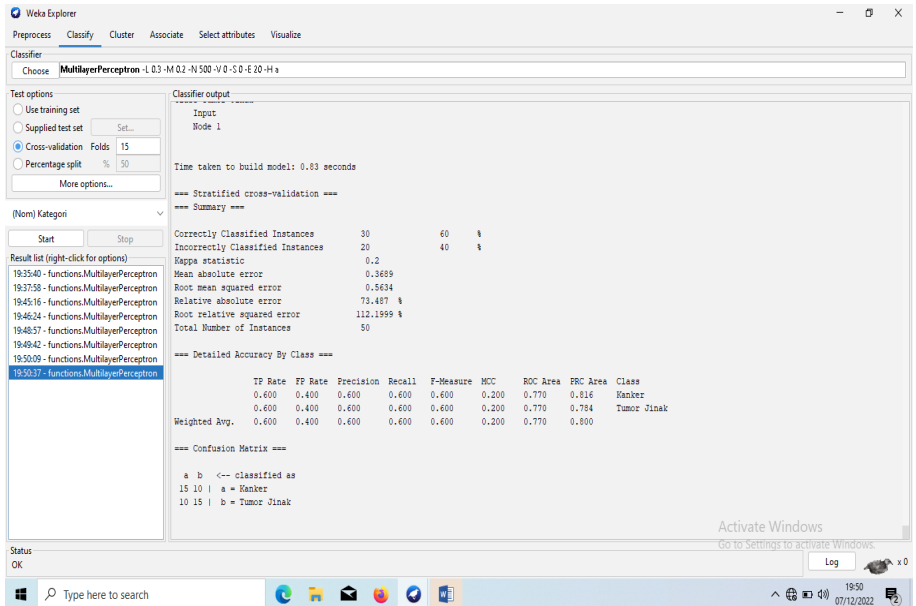 Weka Explorer
Preprocess Classify Cluster Associate Select attributes Visualize
Classifier
Choose MultilayerPerceptron -L 0.3 -M 0.2 -N 500 -V 0 -S 0 -E 20 -H a
Test options
Use training set
Supplied test set Set...
Cross-validation Folds 15
Percentage split % 50
More options...
(Nom) Kategori
Start Stop
Result list (right-click for options)
19:35:40 - functions.MultilayerPerceptron
19:37:58 - functions.MultilayerPerceptron
19:45:16 - functions.MultilayerPerceptron
19:46:24 - functions.MultilayerPerceptron
19:48:57 - functions.MultilayerPerceptron
19:49:42 - functions.MultilayerPerceptron
19:50:09 - functions.MultilayerPerceptron
19:50:37 - functions.MultilayerPerceptron
Classifier output
Input
Node 1
Time taken to build model: 0.83 seconds
=== Stratified cross-validation ===
=== Summary ===
Correctly Classified Instances 30 60 %
Incorrectly Classified Instances 20 40 %
Kappa statistic 0.2
Mean absolute error 0.3689
Root mean squared error 0.5634
Relative absolute error 73.487 %
Root relative squared error 112.1999 %
Total Number of Instances 50
=== Detailed Accuracy By Class ===
TP Rate FP Rate Precision Recall F-Measure MCC ROC Area PRC Area Class
0.600 0.400 0.600 0.600 0.600 0.200 0.770 0.816 Kanker
0.600 0.400 0.600 0.600 0.600 0.200 0.770 0.784 Tumor Jinak
Weighted Avg. 0.600 0.400 0.600 0.600 0.600 0.200 0.770 0.800
=== Confusion Matrix ===
a b <-- classified as
15 10 | a = Kanker
10 15 | b = Tumor Jinak
Activate Windows
Go to Settings to activate Windows.
Status
OK
Log
x 0
Type here to search
19:50
07/12/2022
2